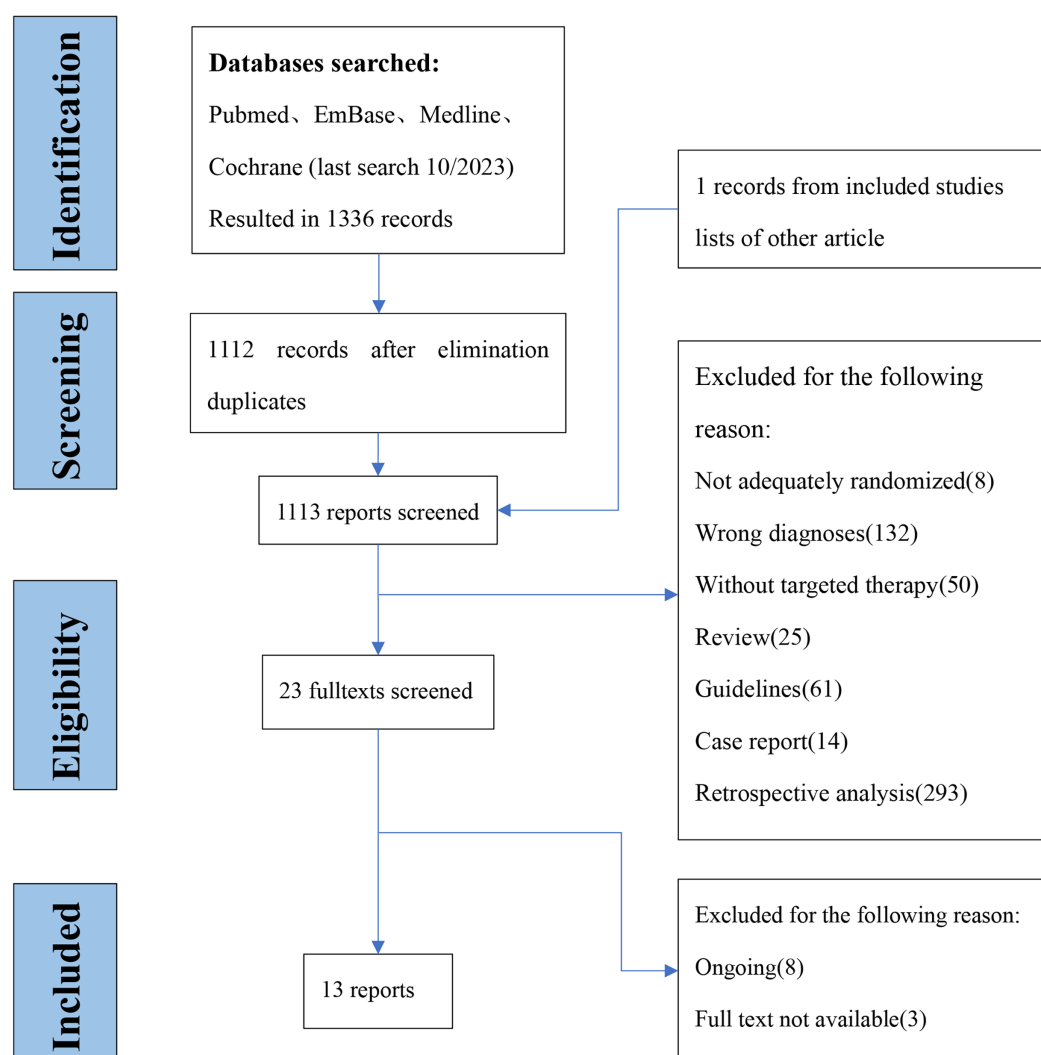 Identification
Databases searched:
Pubmed、EmBase、Medline、
Cochrane (last search 10/2023)
Resulted in 1336 records
1 records from included studies
lists of other article
Screening
1112 records after elimination
duplicates
1113 reports screened
Excluded for the following
reason:
Not adequately randomized(8)
Wrong diagnoses(132)
Without targeted therapy(50)
Review(25)
Guidelines(61)
Case report(14)
Retrospective analysis(293)
Eligibility
23 fulltexts screened
Included
13 reports
Excluded for the following reason:
Ongoing(8)
Full text not available(3)